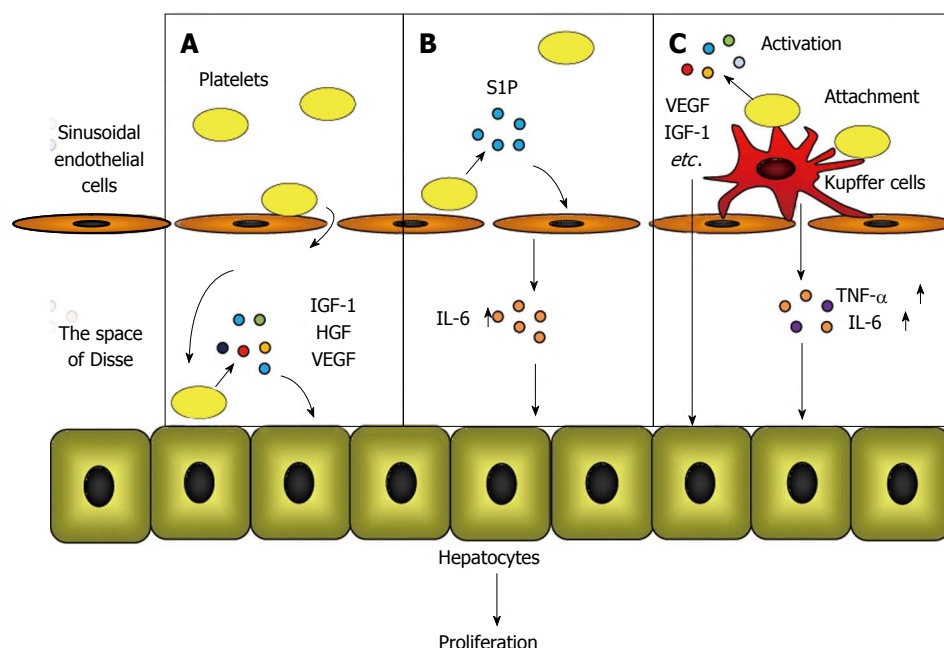 A
Platelets
Sinusoidal
endothelial
cells
The space
of Disse
IGF-1
HGF
VEGF
B
S1P
IL-6
C
Activation
VEGF
IGF-1
etc.
Attachment
Kupffer cells
TNF-α
IL-6
Hepatocytes
Proliferation